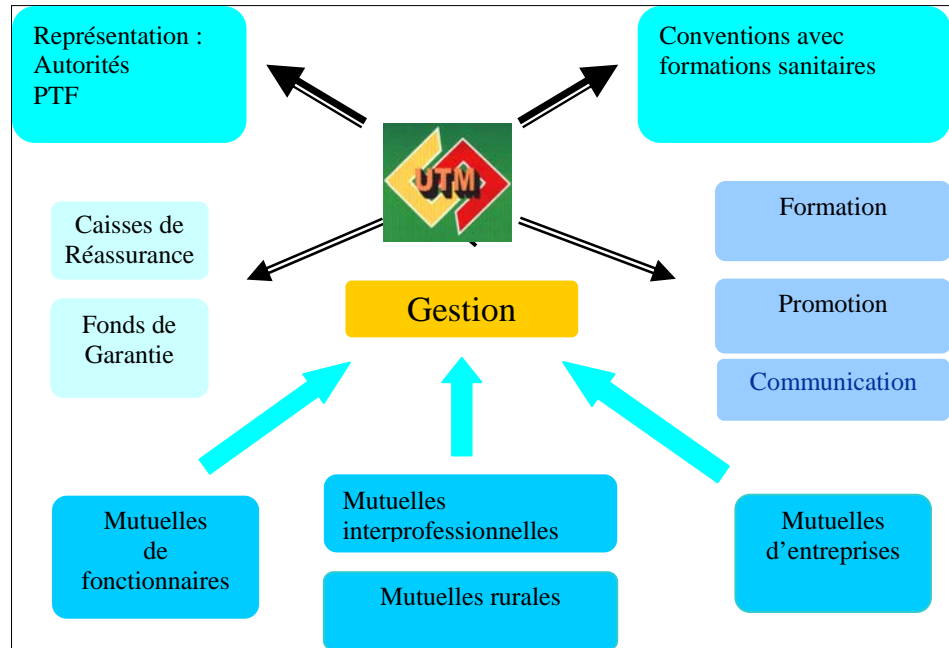 Représentation :
Autorités
PTF
Conventions avec
formations sanitaires
UTM
Caisses de
Réassurance
Fonds de
Garantie
Gestion
Formation
Promotion
Communication
Mutuelles
de
fonctionnaires
Mutuelles
interprofessionnelles
Mutuelles rurales
Mutuelles
d’entreprises